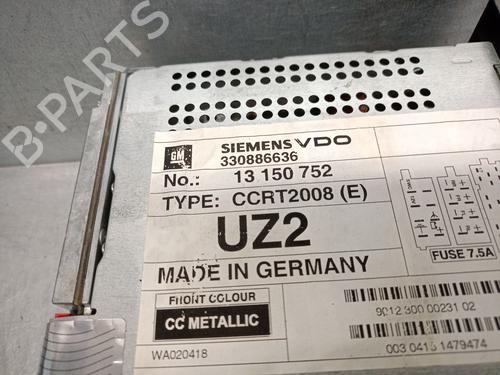 B-PARTS
GM
SIEMENS VDO
330886636
No.: 13 150 752
TYPE: CCRT2008 (E)
UZ2
FUSE 7.5A
MADE IN GERMANY
FRONT COLOUR
CC METALLIC
9012 300 00231 02
WA020418
003 0415 1479474